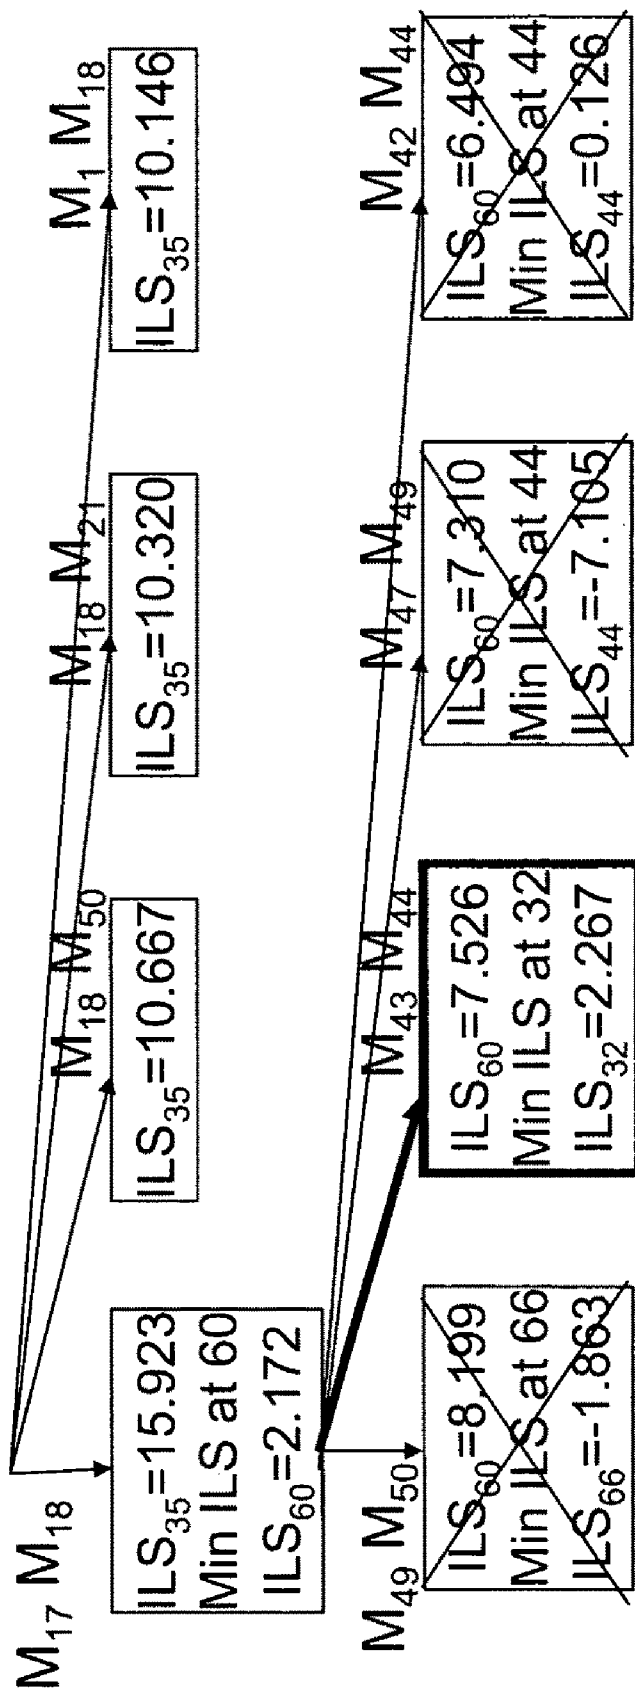 M17 M18
M18 M50
M18 M21
M1 M18
ILS35=15.923
Min ILS at 60
ILS60=2.172
ILS35=10.667
ILS35=10.320
ILS35=10.146
M49 M50
M43 M44
M47 M49
M42 M44
ILS60=8.199
Min ILS at 66
ILS66=-1.863
ILS60=7.526
Min ILS at 32
ILS32=2.267
ILS60=7.310
Min ILS at 44
ILS44=-7.105
ILS60=6.494
Min ILS at 44
ILS44=0.126